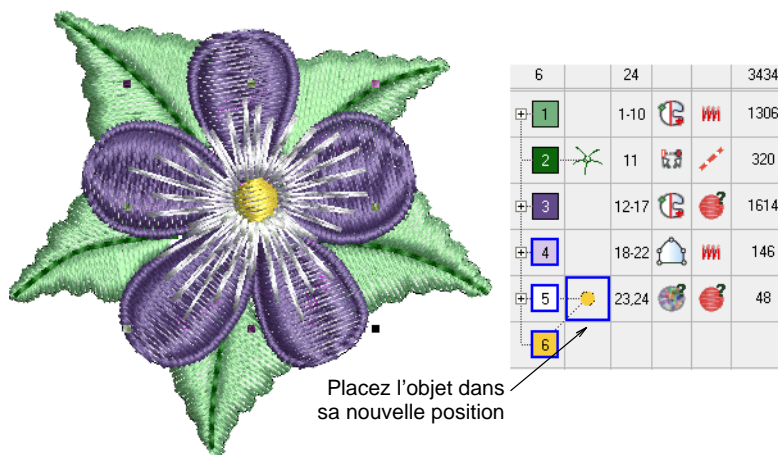 6 24 3434
1 1-10 1306
2 11 320
3 12-17 ? 1614
4 18-22 146
5 23,24 ? ? 48
6
Placez l'objet dans
sa nouvelle position